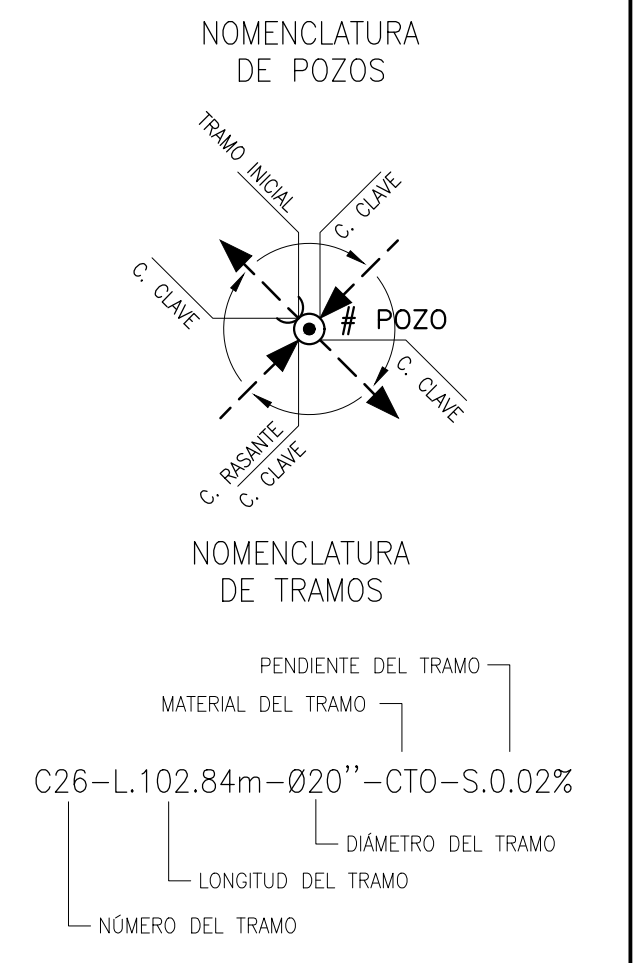 NOMENCLATURA
DE POZOS
TRAMO INICIAL
C. CLAVE
C. CLAVE
# POZO
C. CLAVE
C. RASANTE
C. CLAVE
NOMENCLATURA
DE TRAMOS
PENDIENTE DEL TRAMO
MATERIAL DEL TRAMO
C26-L.102.84m-Ø20''-CTO-S.0.02%
DIÁMETRO DEL TRAMO
LONGITUD DEL TRAMO
NÚMERO DEL TRAMO